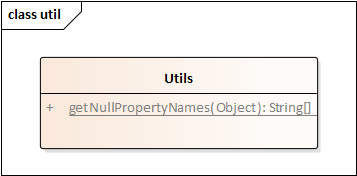 class util
Utils
+ getNullPropertyNames(Object): String[]